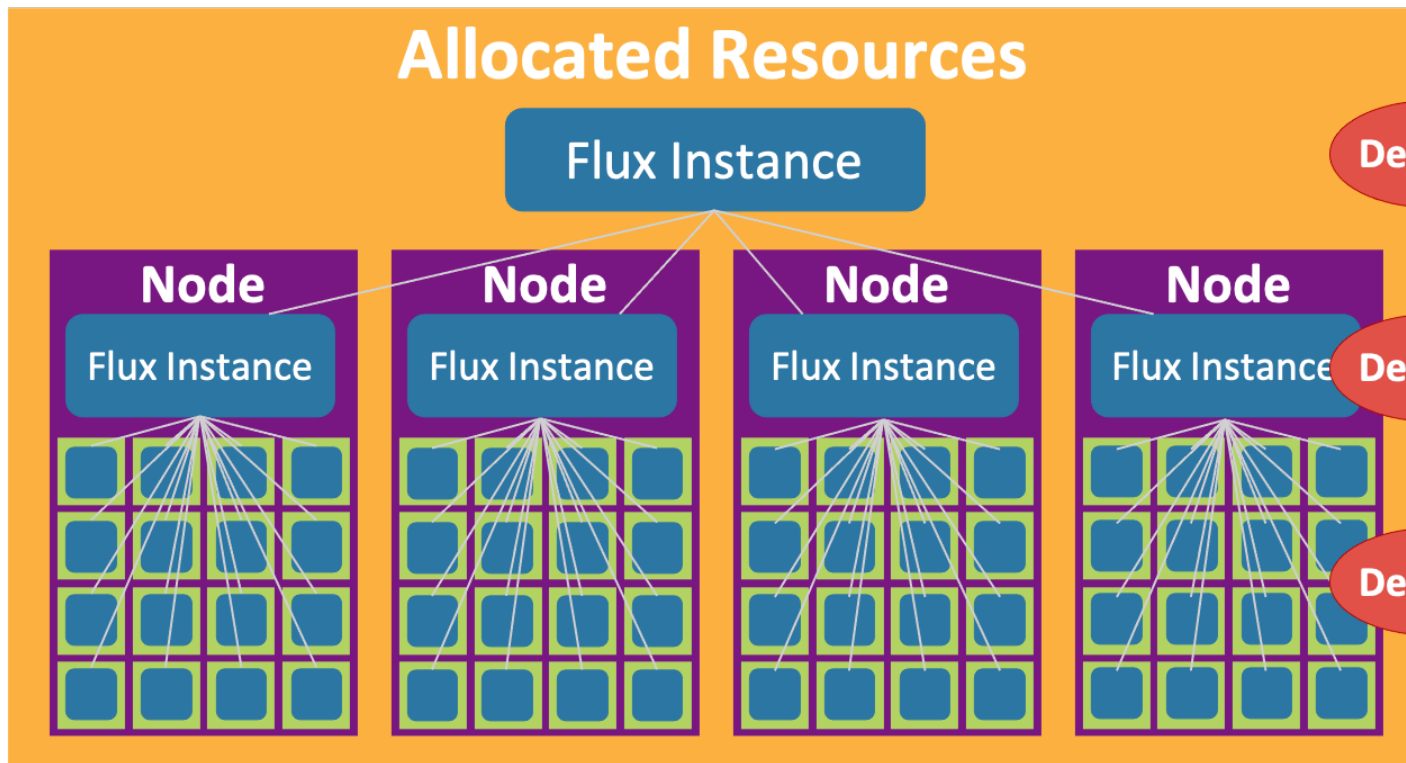 Allocated Resources
Flux Instance
De
Node
Node
Node
Node
Flux Instance
Flux Instance
Flux Instance
Flux Instance
De
De